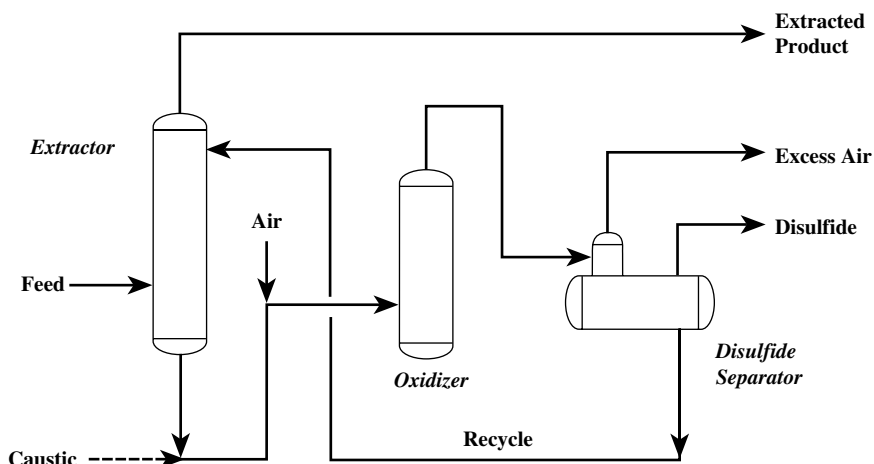 Extracted
Product
Extractor
Excess Air
Air
Disulfide
Feed
Disulfide
Separator
Oxidizer
Recycle
Caustic